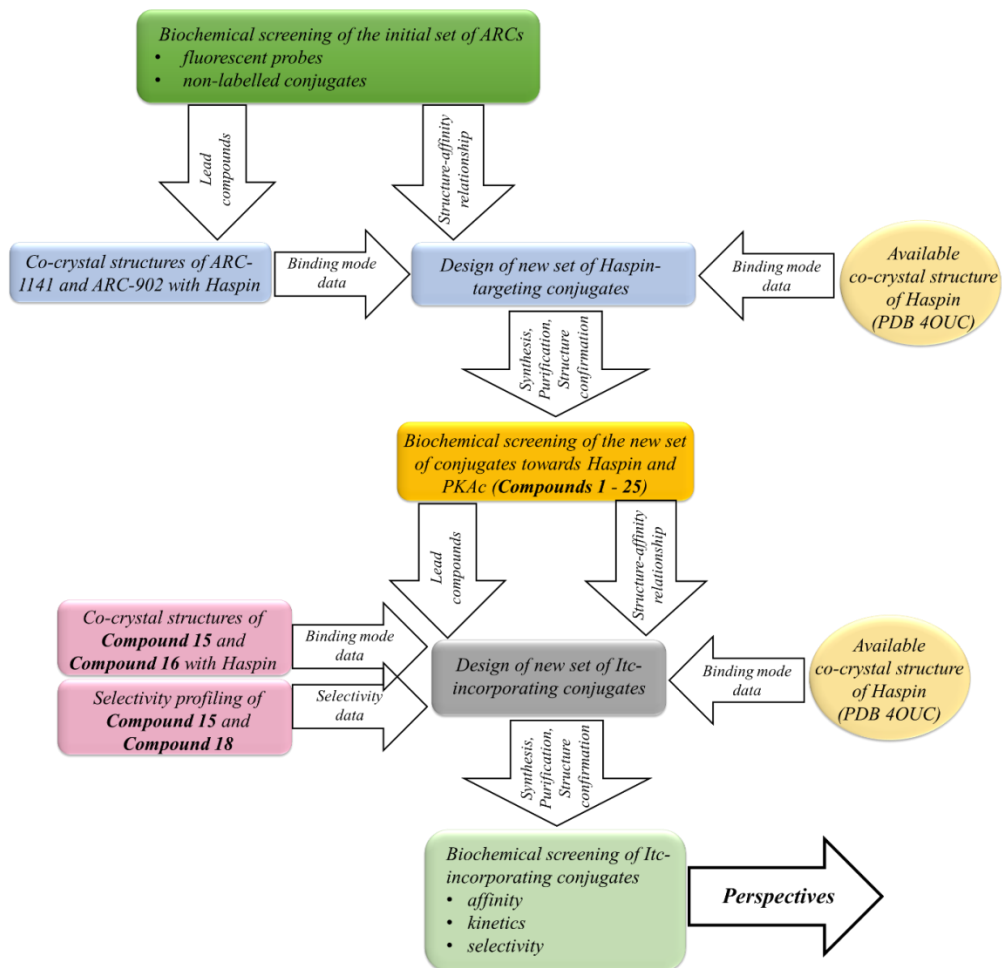 Biochemical screening of the initial set of ARCs
• fluorescent probes
• non-labelled conjugates
Lead
compounds
Structure-affinity
relationship
Co-crystal structures of ARC-
1141 and ARC-902 with Haspin
Binding mode
data
Design of new set of Haspin-
targeting conjugates
Binding mode
data
Available
co-crystal structure
of Haspin
(PDB 4OUC)
Synthesis,
Purification,
Structure
confirmation
Biochemical screening of the new set
of conjugates towards Haspin and
PKAc (Compounds 1 - 25)
Lead
compounds
Structure-affinity
relationship
Co-crystal structures of
Compound 15 and
Compound 16 with Haspin
Binding mode
data
Selectivity profiling of
Compound 15 and
Compound 18
Selectivity
data
Design of new set of Itc-
incorporating conjugates
Binding mode
data
Available
co-crystal structure
of Haspin
(PDB 4OUC)
Synthesis,
Purification,
Structure
confirmation
Biochemical screening of Itc-
incorporating conjugates
• affinity
• kinetics
• selectivity
Perspectives